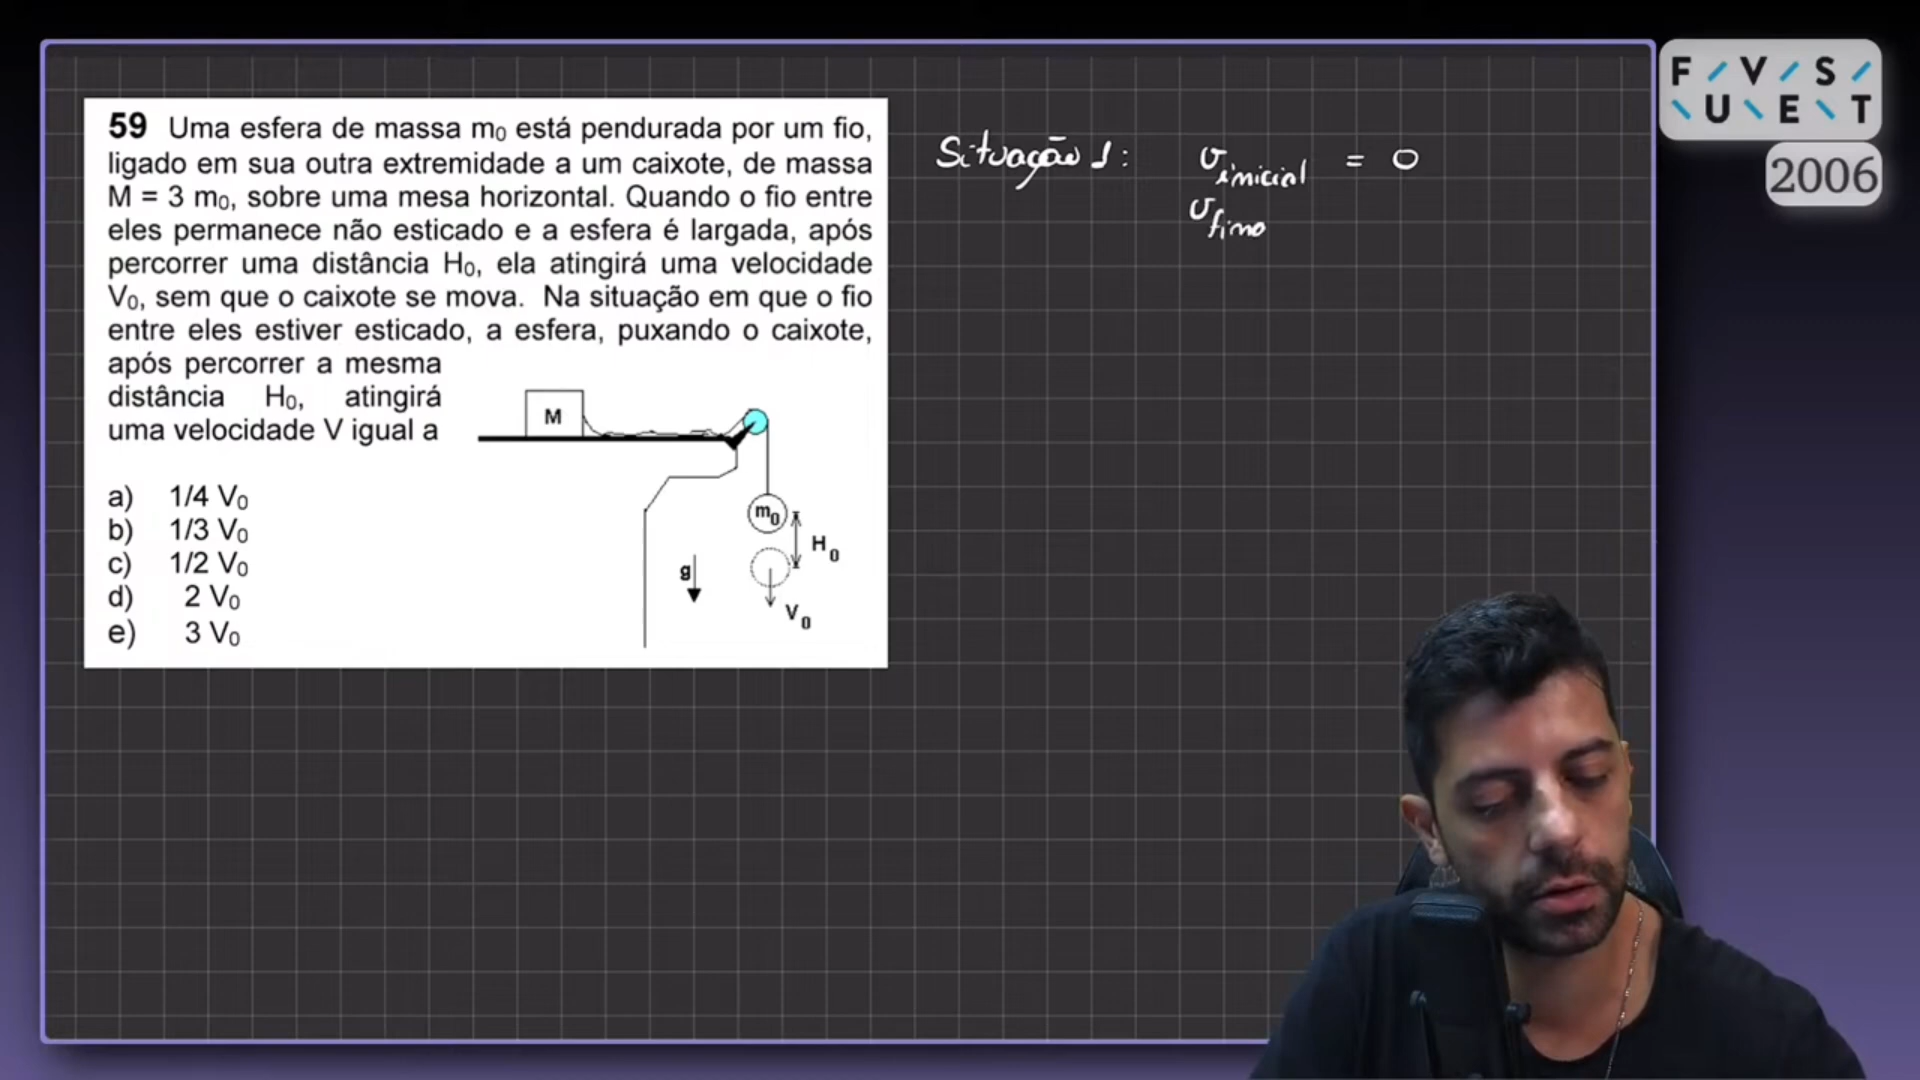 59 Uma esfera de massa m0 está pendurada por um fio,
ligado em sua outra extremidade a um caixote, de massa
M = 3 m0, sobre uma mesa horizontal. Quando o fio entre
eles permanece não esticado e a esfera é largada, após
percorrer uma distância H0, ela atingirá uma velocidade
V0, sem que o caixote se mova. Na situação em que o fio
entre eles estiver esticado, a esfera, puxando o caixote,
após percorrer a mesma
distância H0, atingirá
uma velocidade V igual a
M
m0
H0
g
V0
a) 1/4 V0
b) 1/3 V0
c) 1/2 V0
d) 2 V0
e) 3 V0
Situação 1: v inicial = 0
v fina
FUVEST
2006